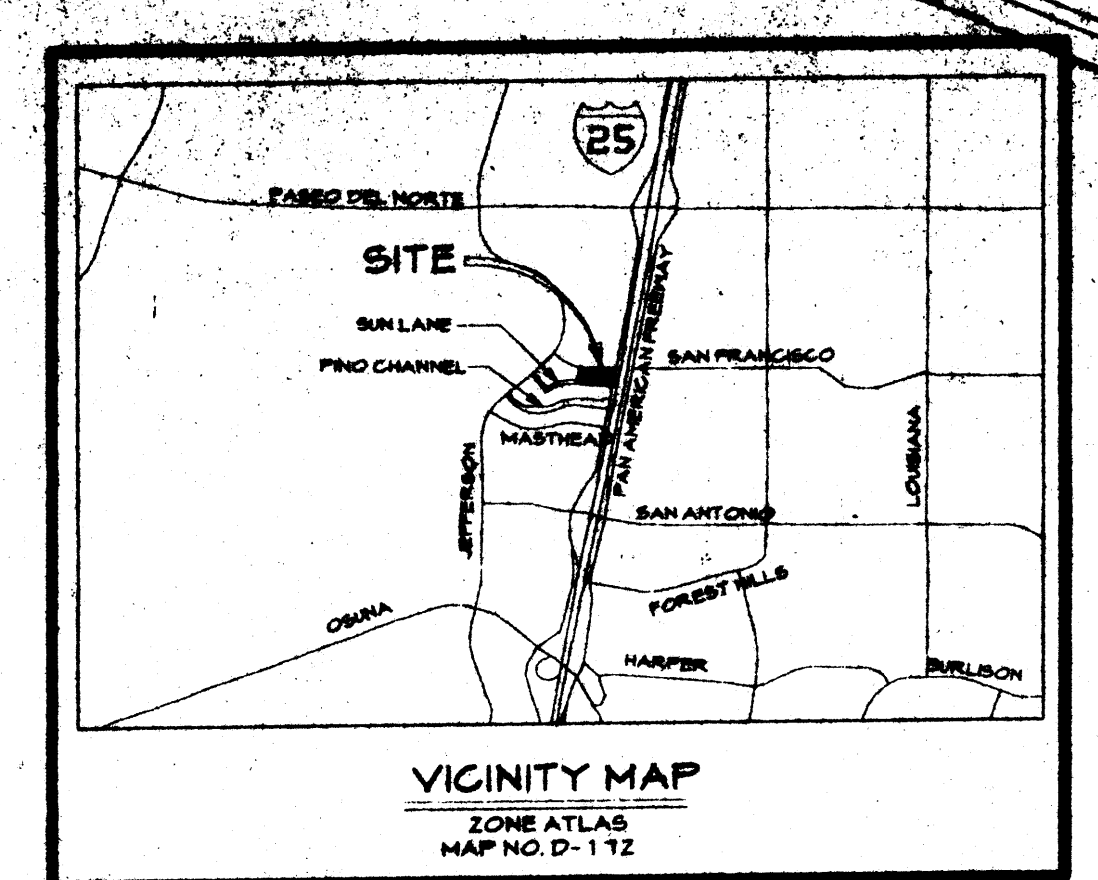 25
PASEO DEL NORTE
SITE
SUN LANE
PINO CHANNEL
SAN FRANCISCO
PAN AMERICAN FREEWAY
MASTHEAD
LOUISIANA
JEFFERSON
SAN ANTONIO
FOREST HILLS
OSUNA
HARPER
BURLISON
VICINITY MAP
ZONE ATLAS
MAP NO. D-17Z